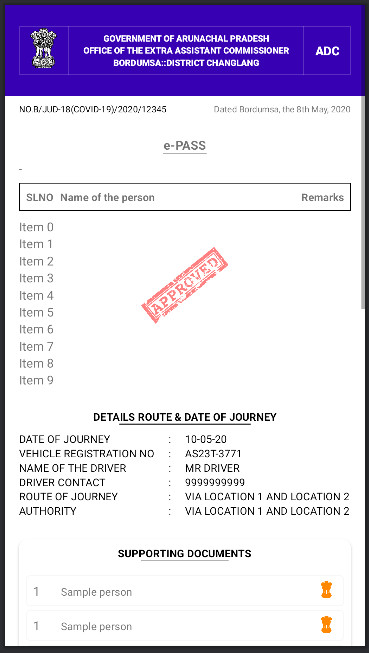 GOVERNMENT OF ARUNACHAL PRADESH
OFFICE OF THE EXTRA ASSISTANT COMMISSIONER
BORDUMSA::DISTRICT CHANGLANG
ADC
NO.B/JUD-18(COVID-19)/2020/12345 Dated Bordumsa, the 8th May, 2020
e-PASS
-
SLNO Name of the person Remarks
Item 0
Item 1
Item 2
Item 3
Item 4
Item 5
Item 6
Item 7
Item 8
Item 9
APPROVED
DETAILS ROUTE & DATE OF JOURNEY
DATE OF JOURNEY : 10-05-20
VEHICLE REGISTRATION NO : AS23T-3771
NAME OF THE DRIVER : MR DRIVER
DRIVER CONTACT : 9999999999
ROUTE OF JOURNEY : VIA LOCATION 1 AND LOCATION 2
AUTHORITY : VIA LOCATION 1 AND LOCATION 2
SUPPORTING DOCUMENTS
1 Sample person
1 Sample person